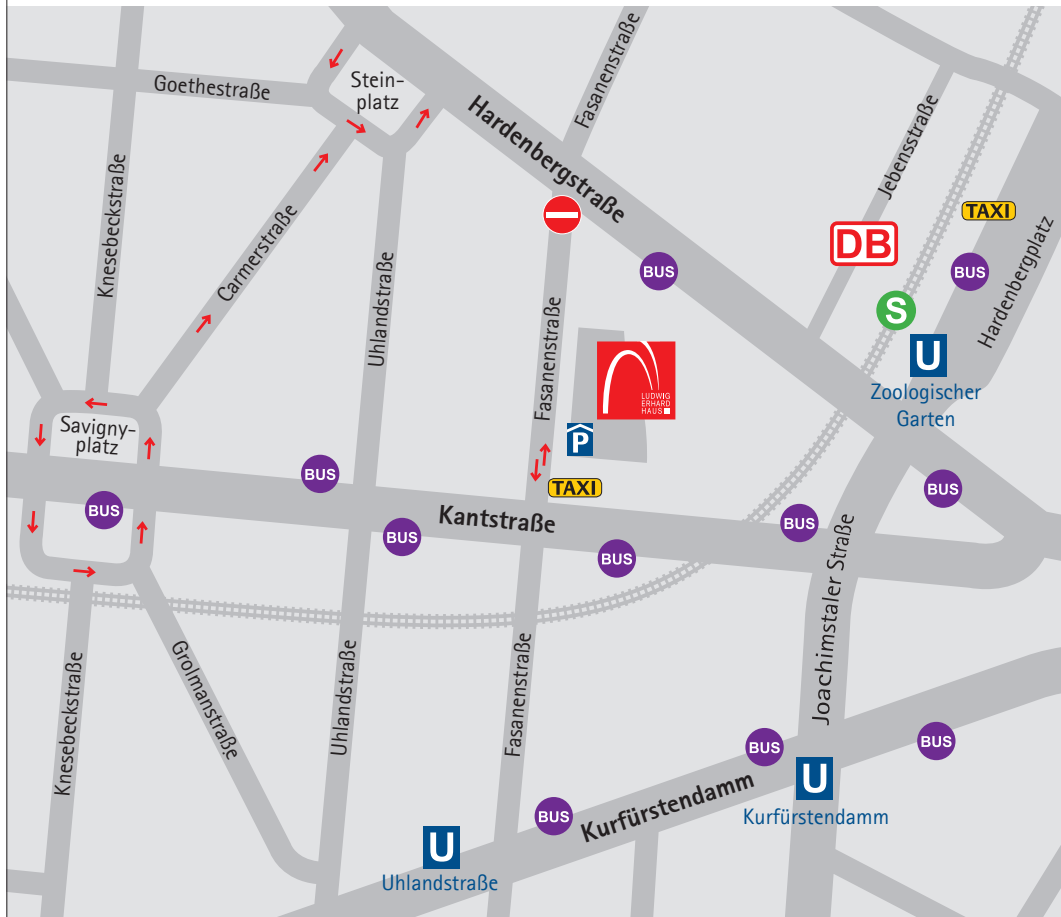 Goethestraße
Stein-
platz
Fasanenstraße
Hardenbergstraße
Jebensstraße
TAXI
DB
BUS
BUS
Hardenbergplatz
S
U
Zoologischer
Garten
Knesebeckstraße
Carmerstraße
Uhlandstraße
Fasanenstraße
LUDWIG
ERHARD
HAUS
P
TAXI
Savigny-
platz
BUS
BUS
Kantstraße
BUS
BUS
BUS
BUS
Joachimstaler Straße
Knesebeckstraße
Grolmanstraße
Uhlandstraße
Fasanenstraße
BUS
BUS
BUS
Kurfürstendamm
U
Kurfürstendamm
U
Uhlandstraße